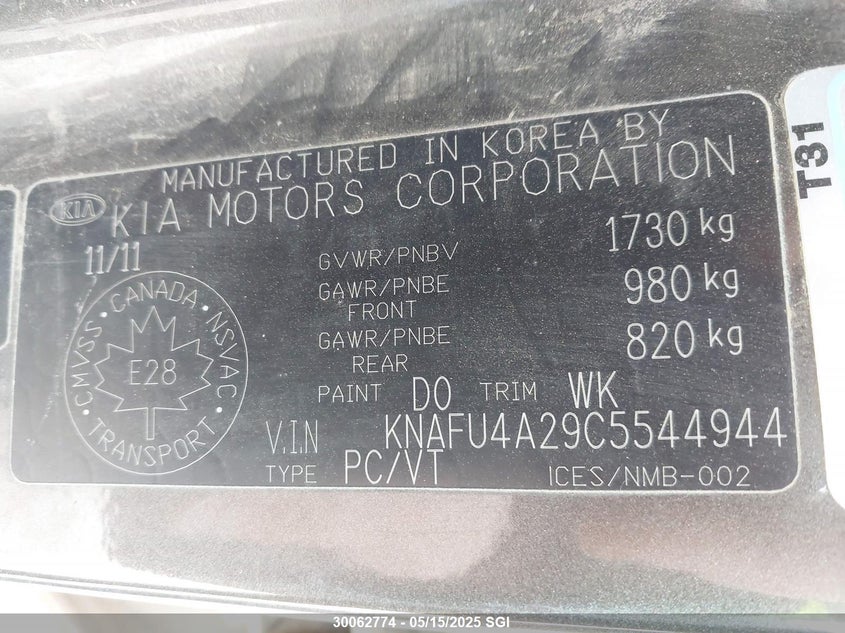 MANUFACTURED IN KOREA BY
KIA KIA MOTORS CORPORATION
11/11
GVWR/PNBV 1730 kg
GAWR/PNBE FRONT 980 kg
GAWR/PNBE REAR 820 kg
CMVSS • CANADA • NSVAC • TRANSPORT •
E28
PAINT D0 TRIM WK
V.I.N KNAFU4A29C5544944
TYPE PC/VT ICES/NMB-002
T31
30062774 — 05/15/2025 SGI